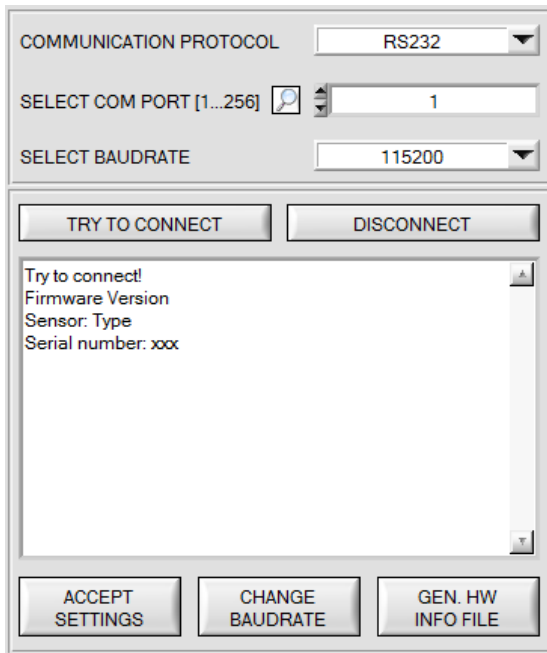 COMMUNICATION PROTOCOL RS232
SELECT COM PORT [1...256] 1
SELECT BAUDRATE 115200
TRY TO CONNECT DISCONNECT
Try to connect!
Firmware Version
Sensor: Type
Serial number: xxx
ACCEPT CHANGE GEN. HW
SETTINGS BAUDRATE INFO FILE